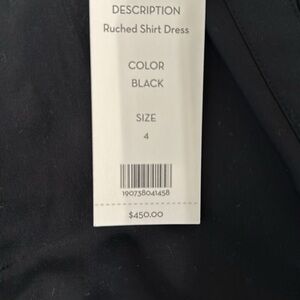 DESCRIPTION
Ruched Shirt Dress
COLOR
BLACK
SIZE
4
190738041458
$450.00